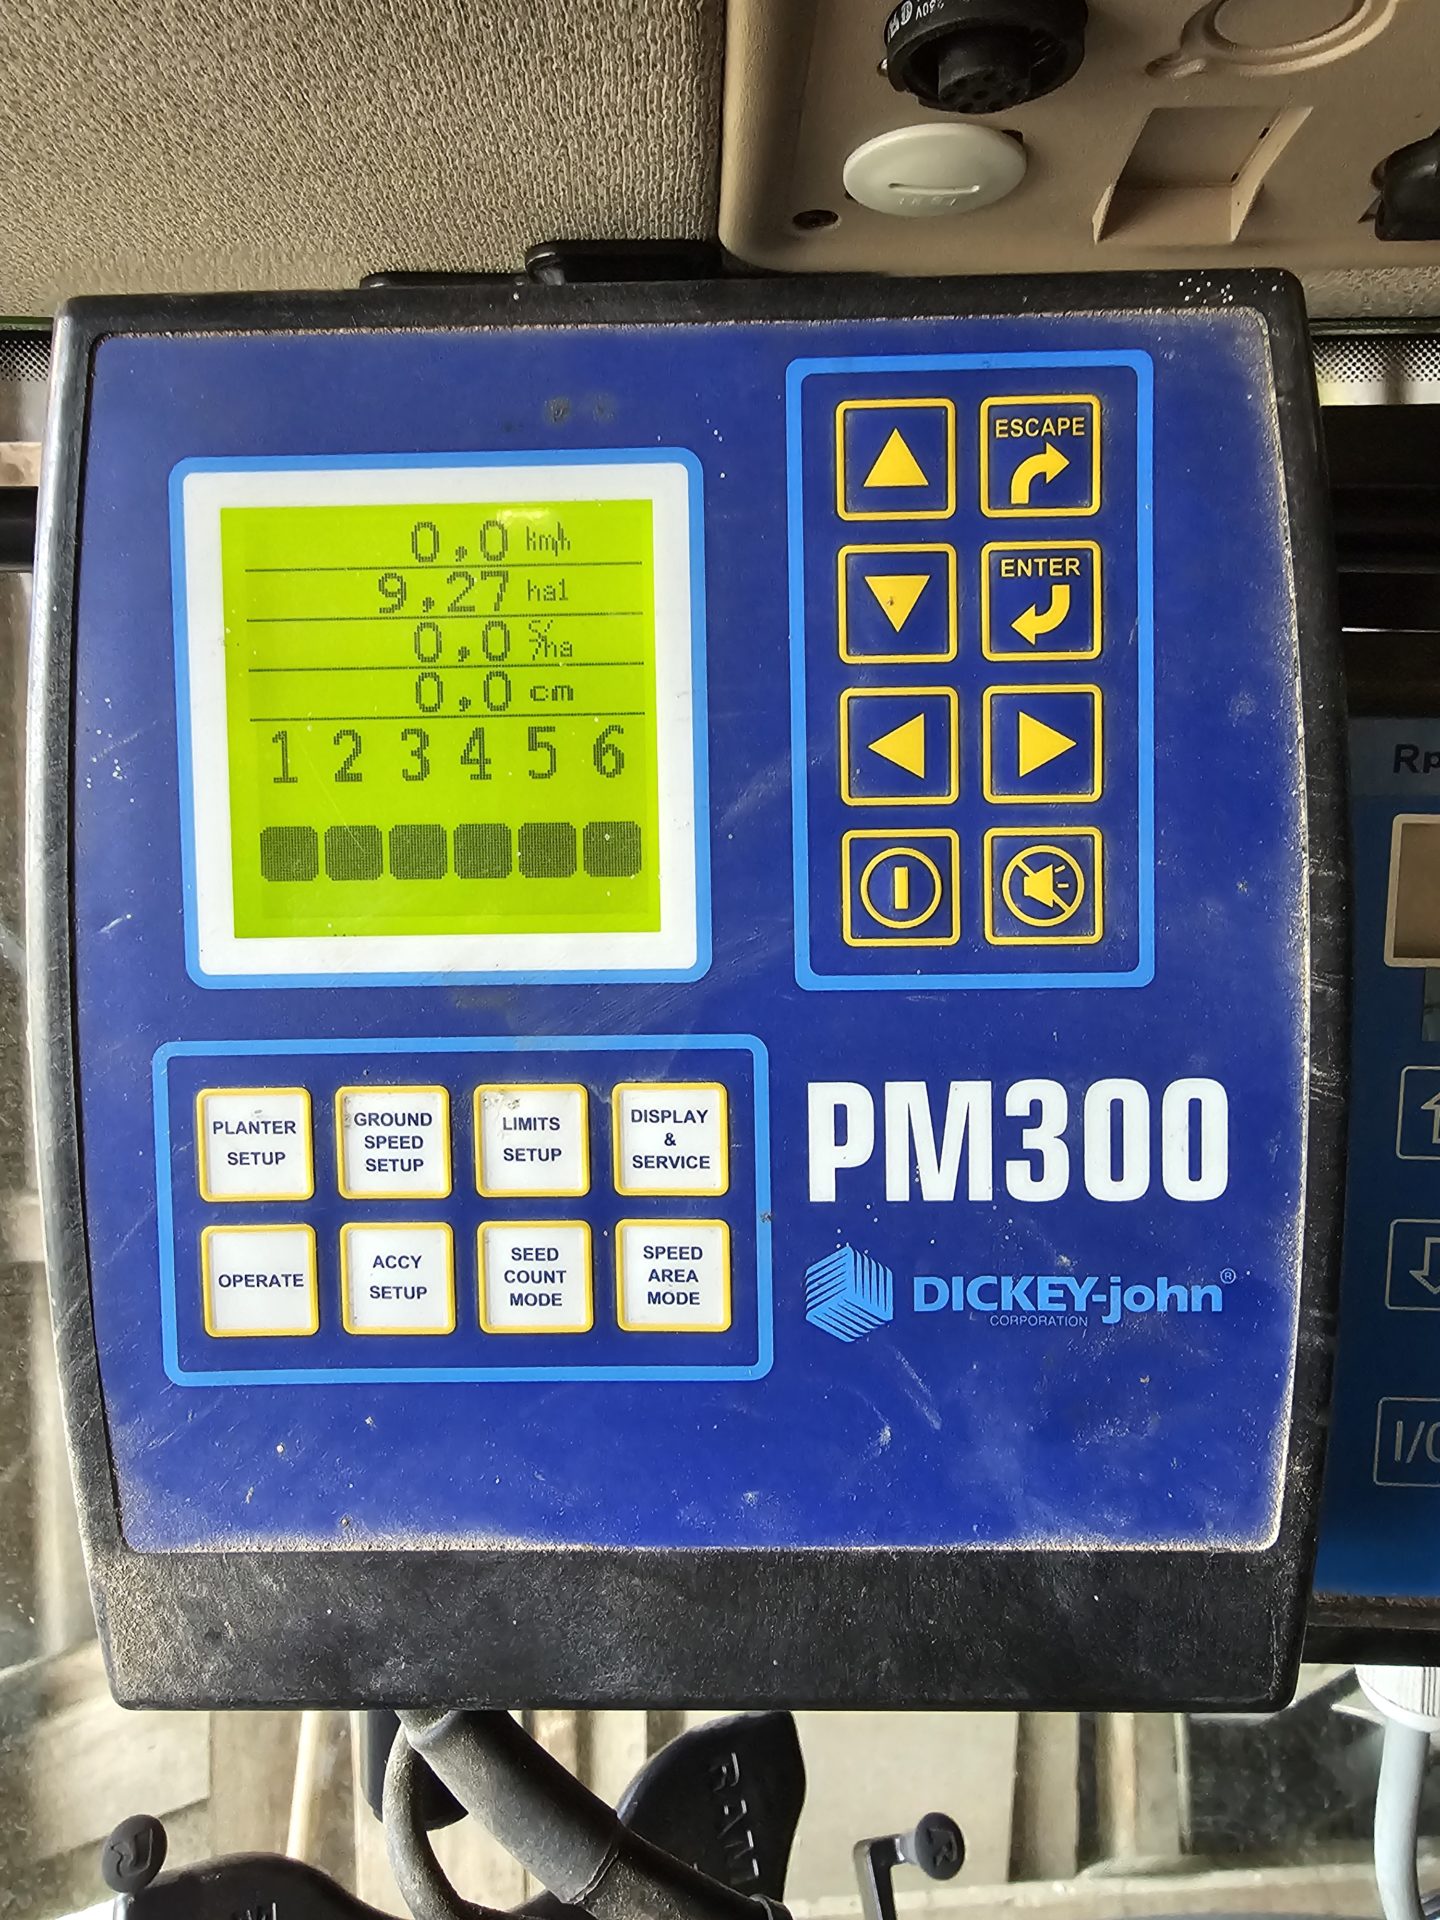 260V
TEST
0,0 km/h
9,27 ha1
0,0 S/ha
0,0 cm
1 2 3 4 5 6
ESCAPE
ENTER
PLANTER SETUP
GROUND SPEED SETUP
LIMITS SETUP
DISPLAY & SERVICE
OPERATE
ACCY SETUP
SEED COUNT MODE
SPEED AREA MODE
PM300
DICKEY-john®
CORPORATION